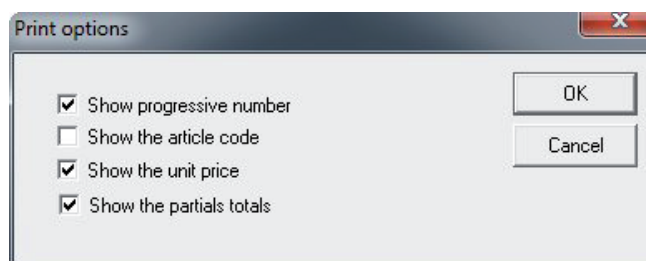 Print options
Show progressive number
Show the article code
Show the unit price
Show the partials totals
OK
Cancel